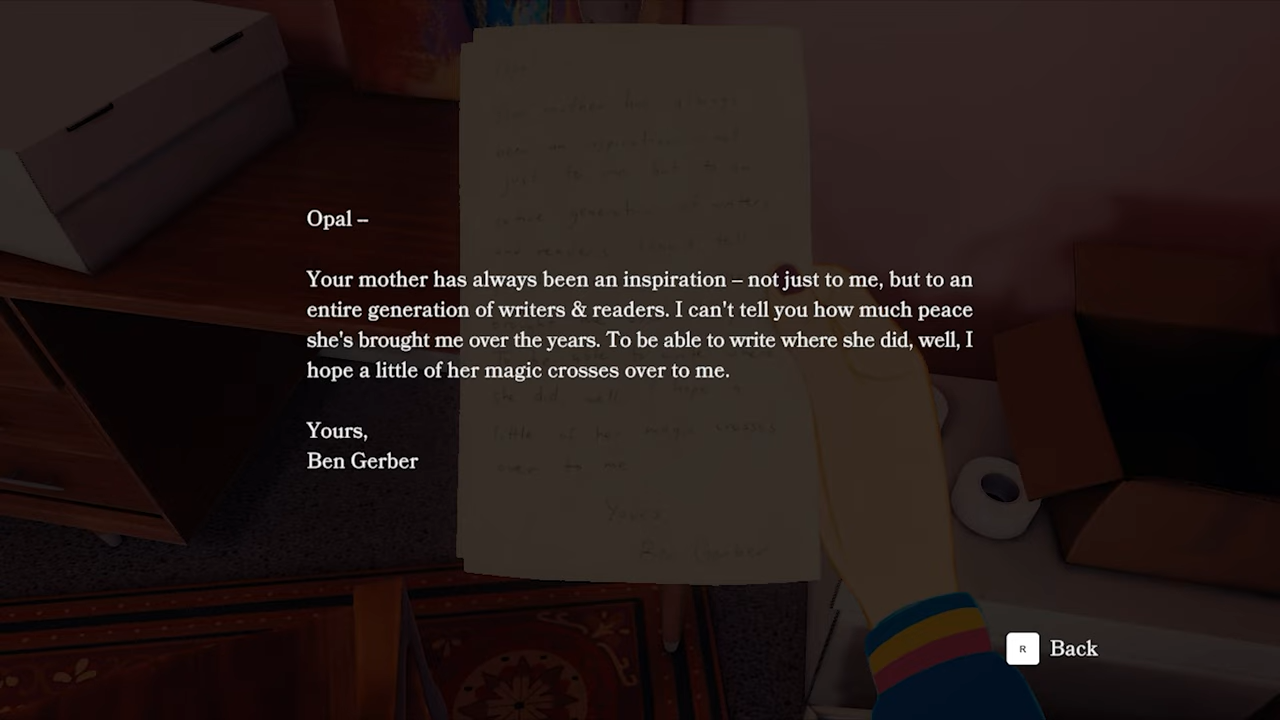 Opal –
Your mother has always been an inspiration – not just to me, but to an
entire generation of writers & readers. I can't tell you how much peace
she's brought me over the years. To be able to write where she did, well, I
hope a little of her magic crosses over to me.
Yours,
Ben Gerber
R Back